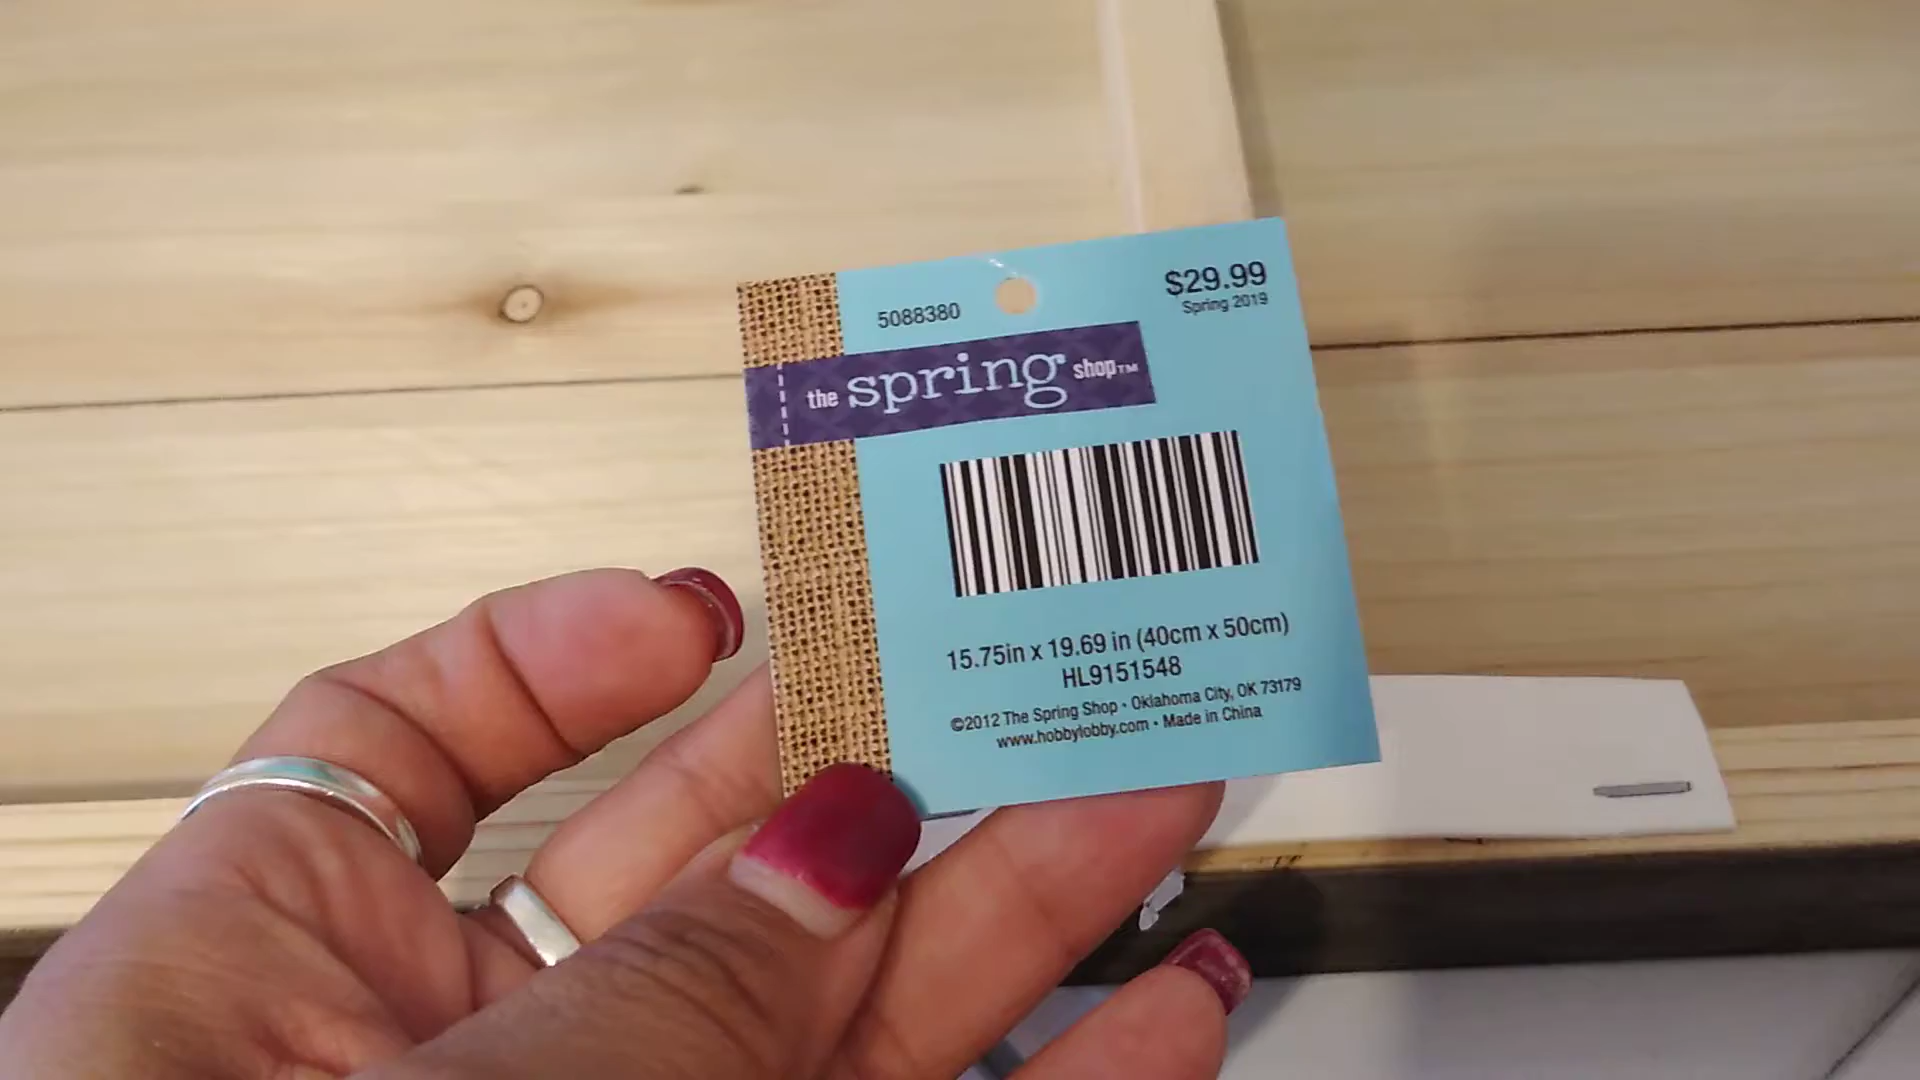 5088380
$29.99
Spring 2019
the spring shop™
15.75in x 19.69 in (40cm x 50cm)
HL9151548
©2012 The Spring Shop • Oklahoma City, OK 73179
www.hobbylobby.com • Made in China